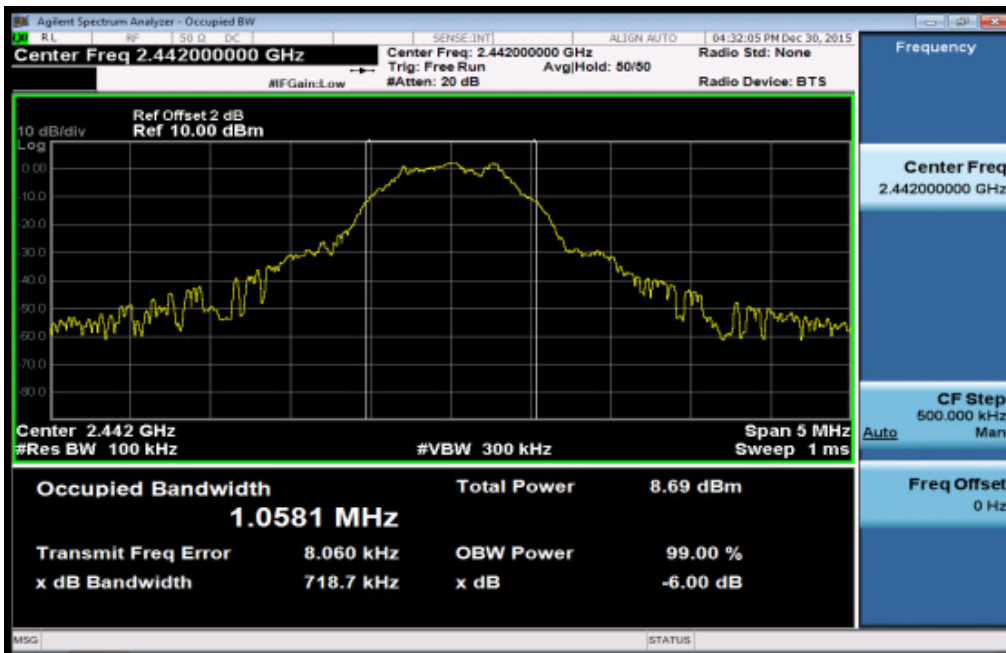 Agilent Spectrum Analyzer - Occupied BW
RL RF 50 Ω DC SENSE:INT ALIGN AUTO 04:32:05 PM Dec 30, 2015
Center Freq 2.442000000 GHz
Center Freq: 2.442000000 GHz
Radio Std: None
Trig: Free Run
Avg|Hold: 50/50
#IFGain:Low
#Atten: 20 dB
Radio Device: BTS
Ref Offset 2 dB
10 dB/div
Ref 10.00 dBm
Log
0.00
-10.0
-20.0
-30.0
-40.0
-50.0
-60.0
-70.0
-80.0
Center 2.442 GHz
Span 5 MHz
#Res BW 100 kHz
#VBW 300 kHz
Sweep 1 ms
Occupied Bandwidth
Total Power
8.69 dBm
1.0581 MHz
Transmit Freq Error
8.060 kHz
OBW Power
99.00 %
x dB Bandwidth
718.7 kHz
x dB
-6.00 dB
MSG
STATUS
Frequency
Center Freq
2.442000000 GHz
CF Step
500.000 kHz
Auto Man
Freq Offset
0 Hz